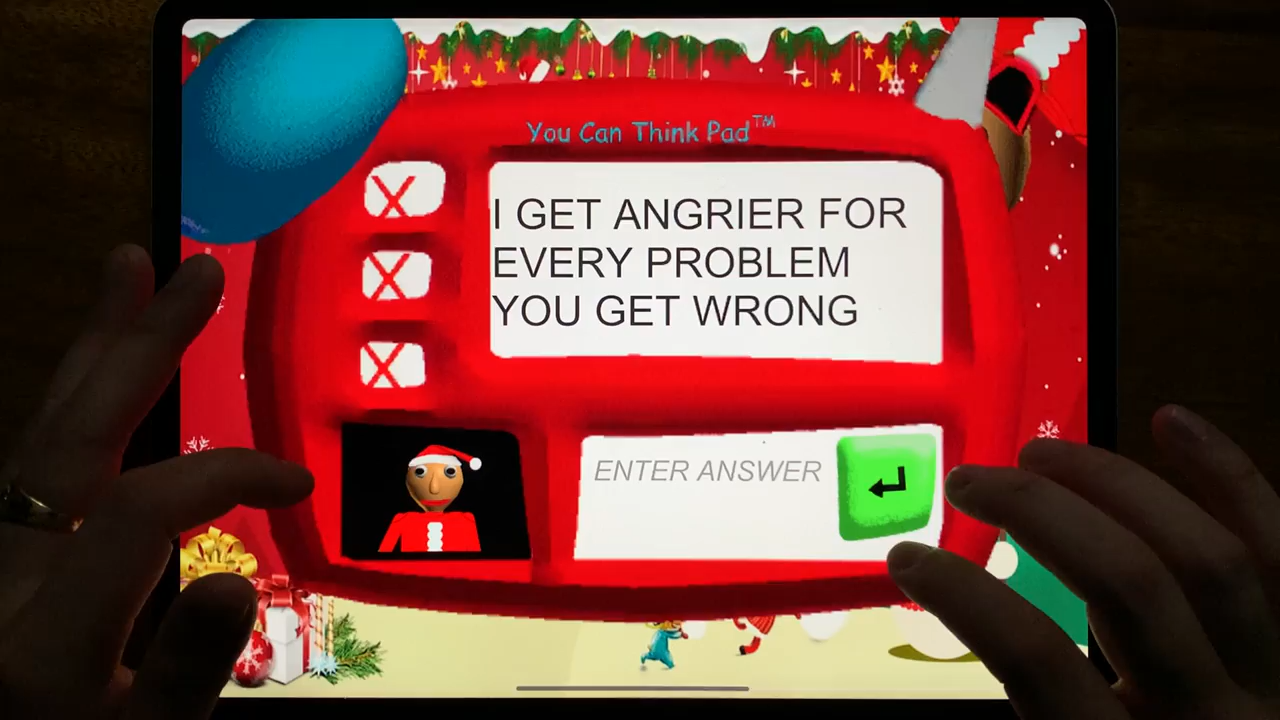 You Can Think Pad™
I GET ANGRIER FOR
EVERY PROBLEM
YOU GET WRONG
ENTER ANSWER